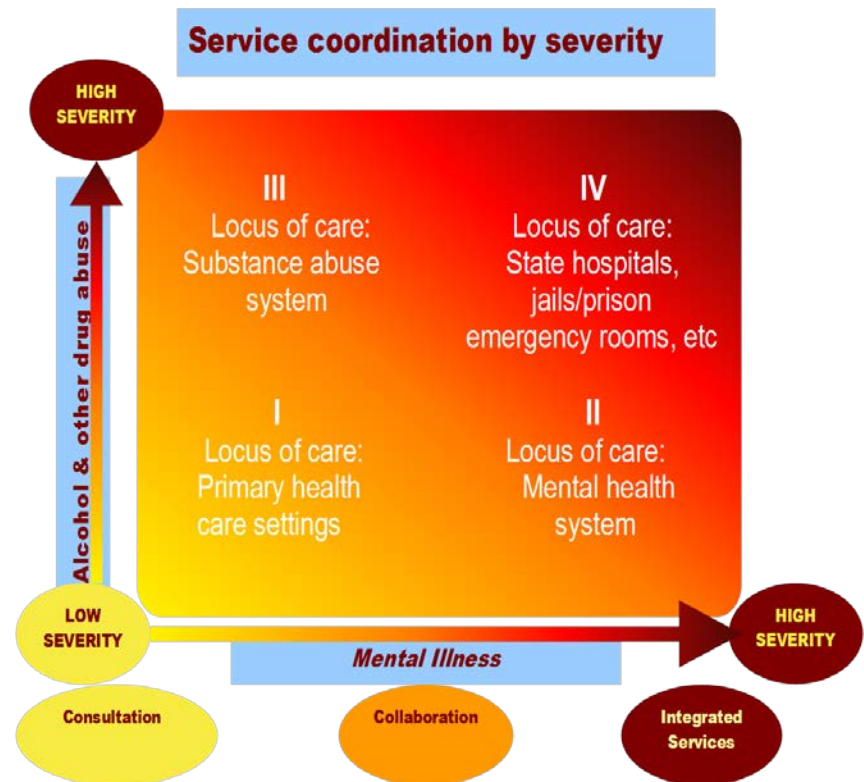 Service coordination by severity
HIGH
SEVERITY
Alcohol & other drug abuse
III
Locus of care:
Substance abuse
system
IV
Locus of care:
State hospitals,
jails/prison
emergency rooms, etc
I
Locus of care:
Primary health
care settings
II
Locus of care:
Mental health
system
LOW
SEVERITY
Mental Illness
HIGH
SEVERITY
Consultation
Collaboration
Integrated
Services